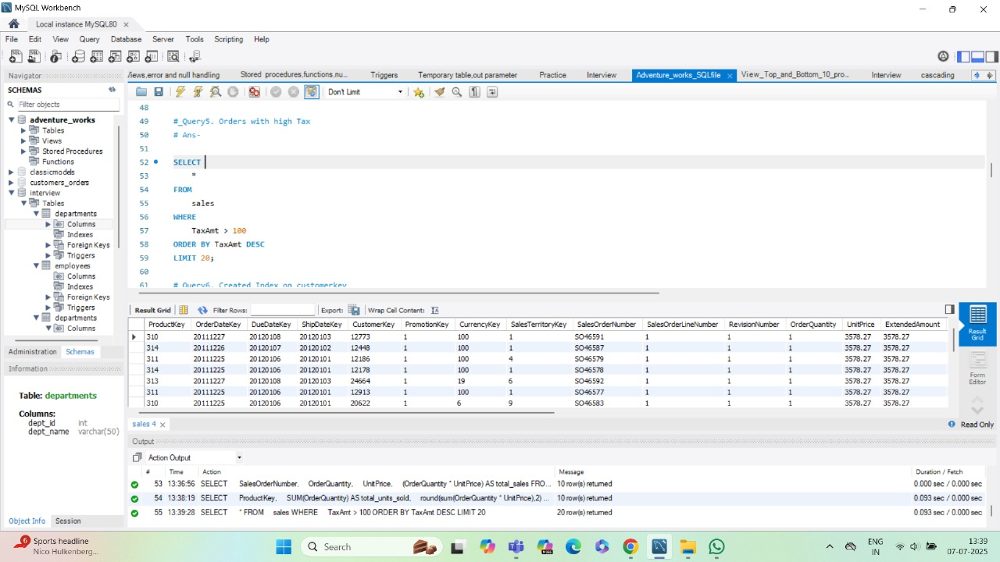 MySQL Workbench
Local instance MySQL80
File Edit View Query Database Server Tools Scripting Help
Navigator
SCHEMAS
Filter objects
adventure_works
Tables
Views
Stored Procedures
Functions
classicmodels
customers_orders
interview
Tables
departments
Columns
Indexes
Foreign Keys
Triggers
employees
Columns
Indexes
Foreign Keys
Triggers
departments
Columns
Administration Schemas
Information
Table: departments
Columns:
dept_id int
dept_name varchar(50)
Object Info Session
views,error and null handling Stored procedures,functions,nu... Triggers Temporary table,out parameter Practice Interview Adventure_works_SQLfile View_Top_and_Bottom_10_pro... Interview cascading
Don't Limit
48
49 #_Query5. Orders with high Tax
50 # Ans-
51
52 SELECT
53 *
54 FROM
55 sales
56 WHERE
57 TaxAmt > 100
58 ORDER BY TaxAmt DESC
59 LIMIT 20;
60
61 # Query6. Created Index on customerkey
Result Grid Filter Rows: Export: Wrap Cell Content:
ProductKey OrderDateKey DueDateKey ShipDateKey CustomerKey PromotionKey CurrencyKey SalesTerritoryKey SalesOrderNumber SalesOrderLineNumber RevisionNumber OrderQuantity UnitPrice ExtendedAmount
310 20111227 20120108 20120103 12773 1 100 1 SO46591 1 1 1 3578.27 3578.27
314 20111226 20120107 20120102 12448 1 100 1 SO46587 1 1 1 3578.27 3578.27
311 20111225 20120106 20120101 12186 1 100 4 SO46579 1 1 1 3578.27 3578.27
314 20111225 20120106 20120101 12178 1 100 1 SO46578 1 1 1 3578.27 3578.27
313 20111227 20120108 20120103 24664 1 19 6 SO46592 1 1 1 3578.27 3578.27
311 20111225 20120106 20120101 12913 1 100 1 SO46577 1 1 1 3578.27 3578.27
310 20111225 20120106 20120101 20622 1 6 9 SO46583 1 1 1 3578.27 3578.27
Result Grid
Form Editor
sales 4
Read Only
Output
Action Output
# Time Action Message Duration / Fetch
53 13:36:56 SELECT SalesOrderNumber, OrderQuantity, UnitPrice, (OrderQuantity * UnitPrice) AS total_sales FRO... 10 row(s) returned 0.000 sec / 0.000 sec
54 13:38:19 SELECT ProductKey, SUM(OrderQuantity) AS total_units_sold, round(sum(OrderQuantity * UnitPrice),2) ... 10 row(s) returned 0.093 sec / 0.000 sec
55 13:39:28 SELECT * FROM sales WHERE TaxAmt > 100 ORDER BY TaxAmt DESC LIMIT 20 20 row(s) returned 0.093 sec / 0.000 sec
6
Sports headline
Nico Hulkenberg...
Search
ENG
IN
13:39
07-07-2025